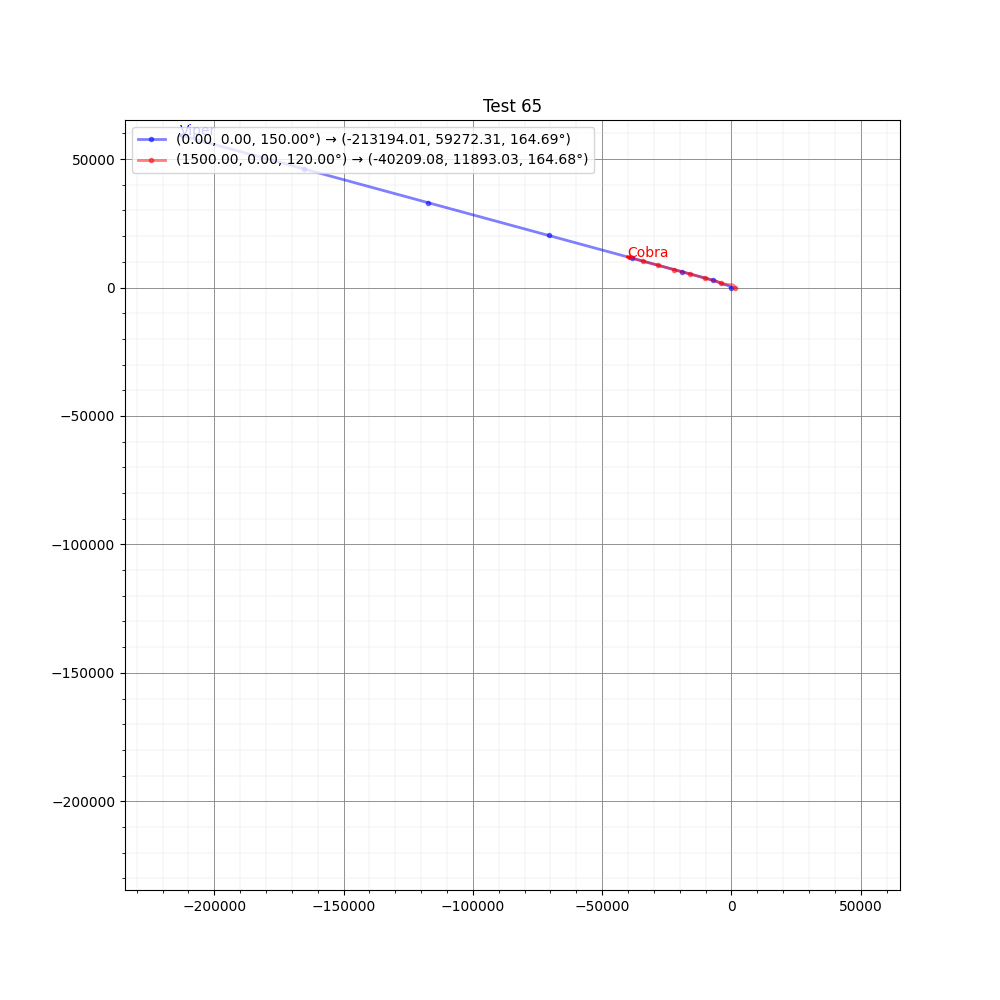 Test 65
Viper
(0.00, 0.00, 150.00°) → (-213194.01, 59272.31, 164.69°)
(1500.00, 0.00, 120.00°) → (-40209.08, 11893.03, 164.68°)
Cobra
50000
0
−50000
−100000
−150000
−200000
−200000 −150000 −100000 −50000 0 50000